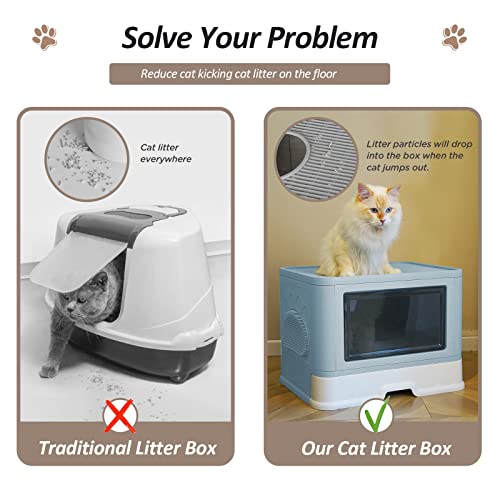 Solve Your Problem
Reduce cat kicking cat litter on the floor
Cat litter
everywhere
Traditional Litter Box
Litter particles will drop
into the box when the
cat jumps out.
Our Cat Litter Box